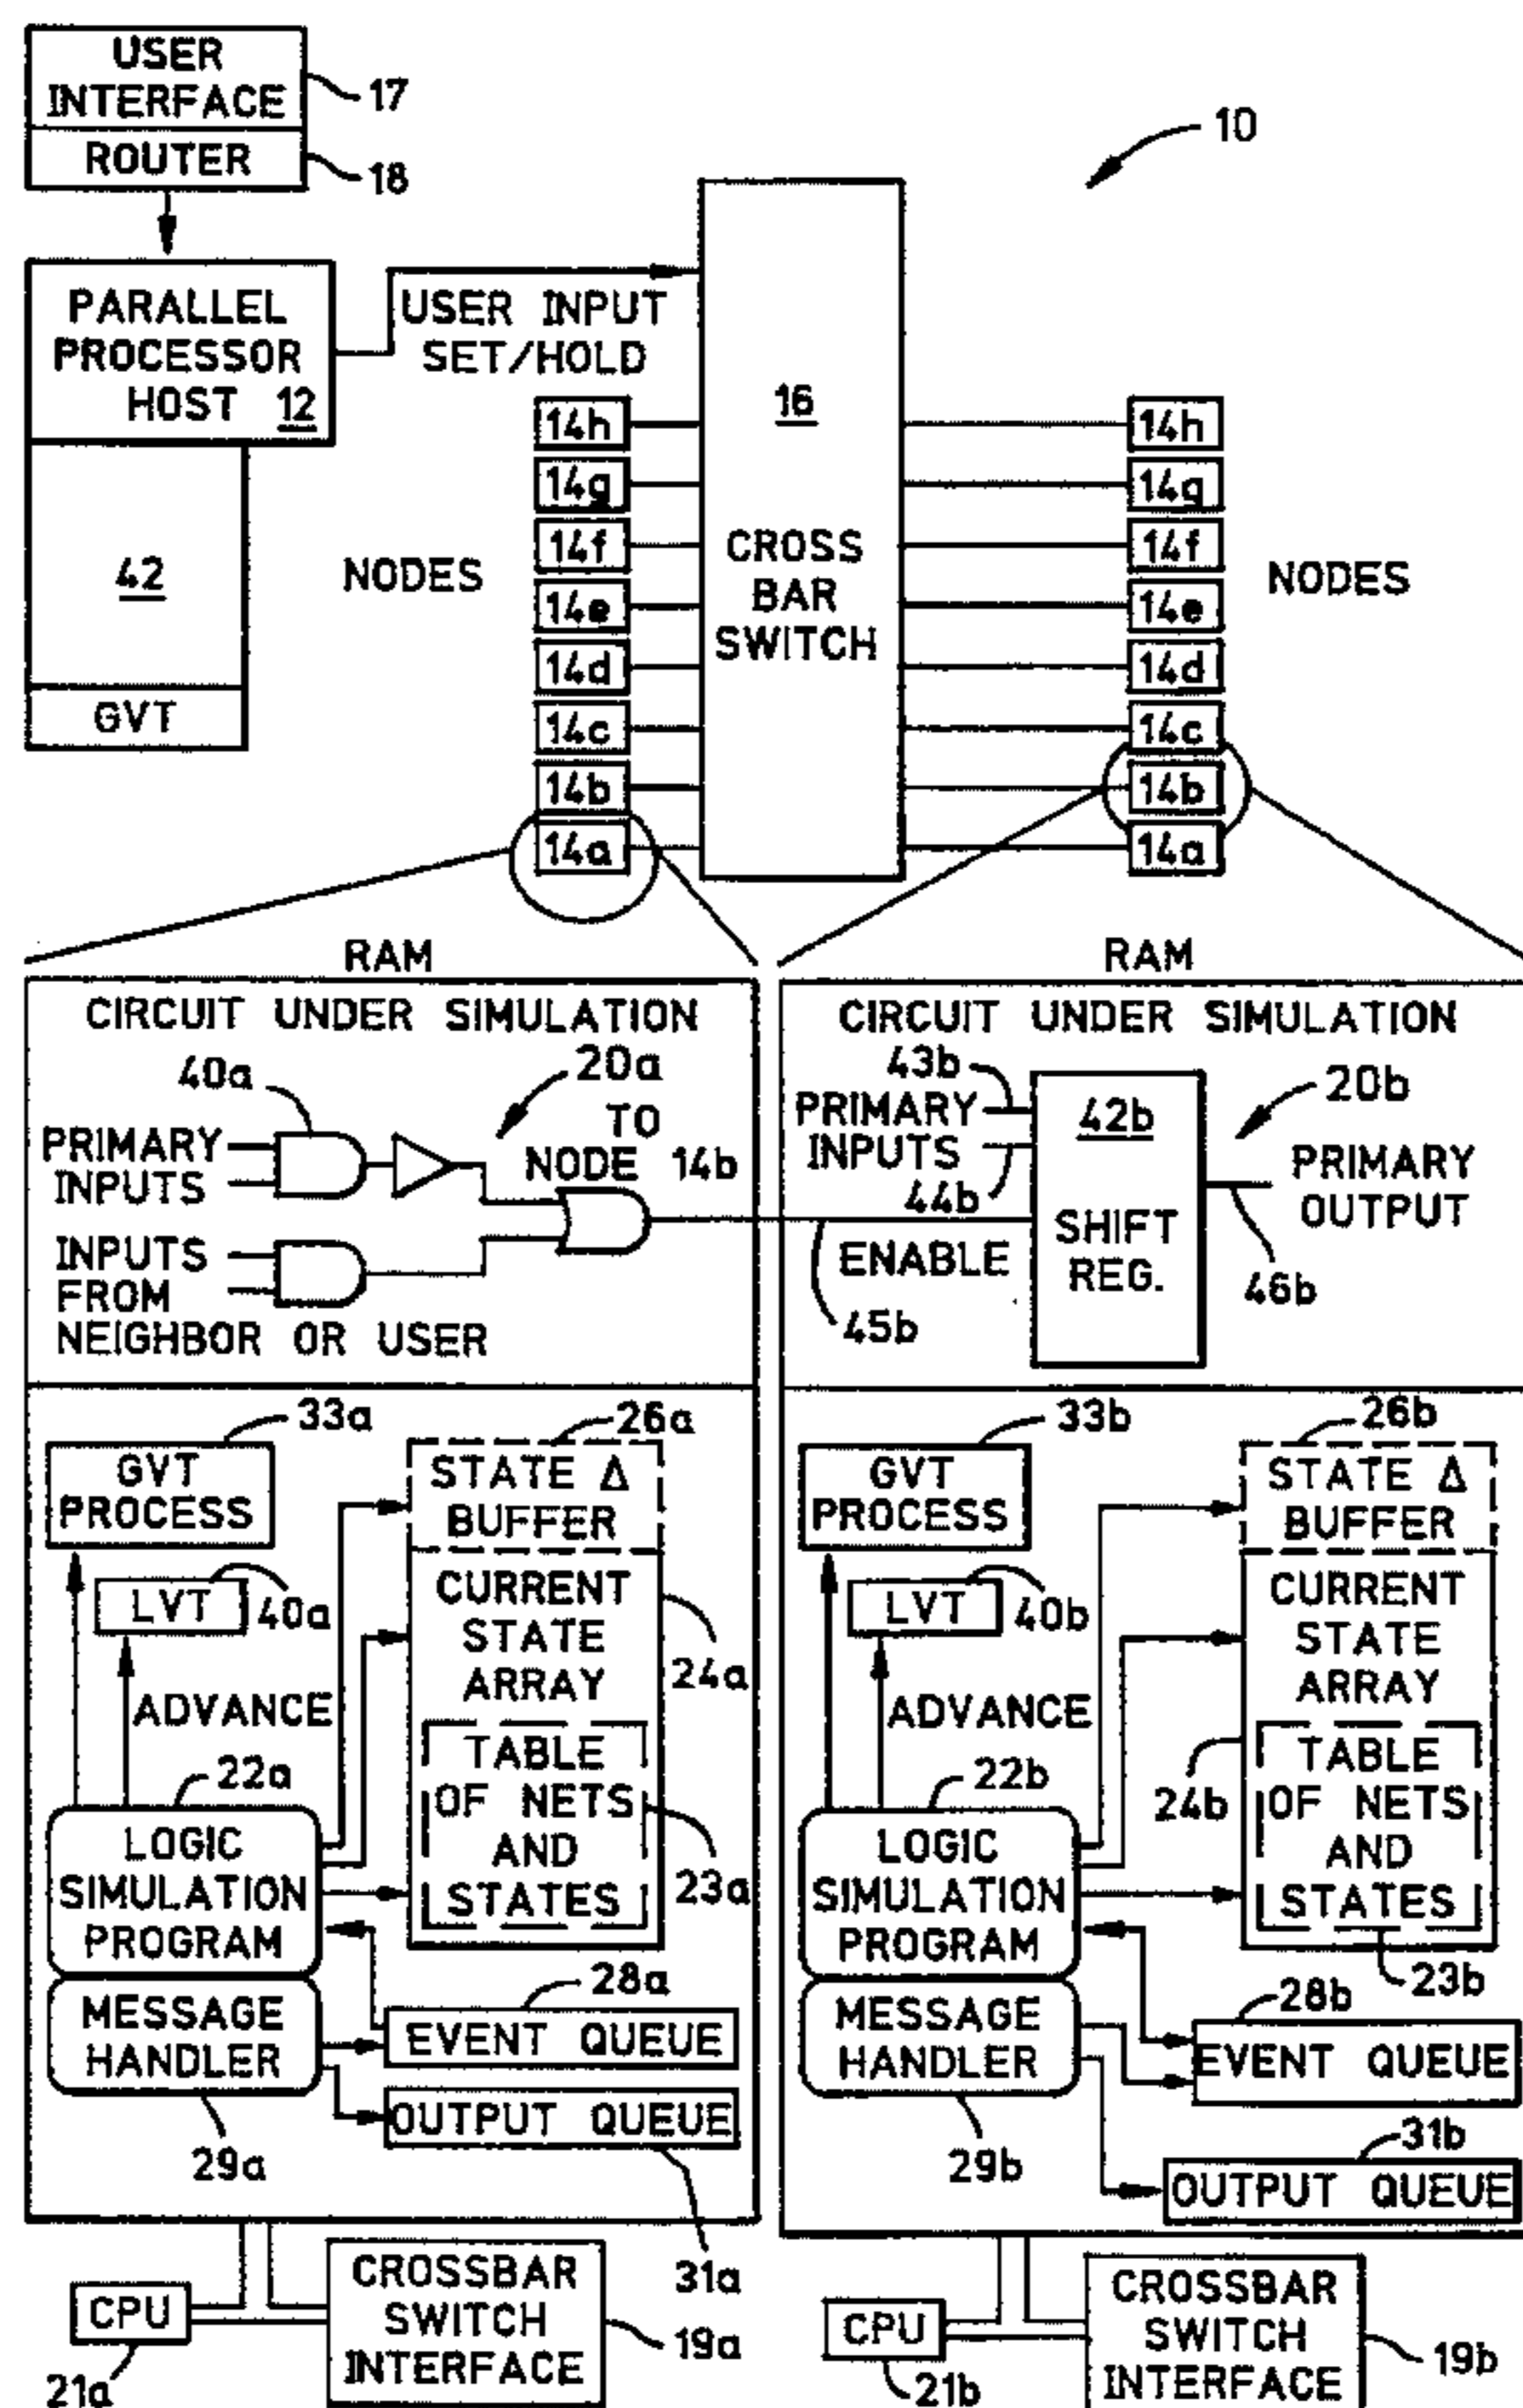 USER
INTERFACE
17
ROUTER
18
10
PARALLEL
PROCESSOR
HOST 12
USER INPUT
SET/HOLD
42
GVT
NODES
14h
14g
14f
14e
14d
14c
14b
14a
16
CROSS
BAR
SWITCH
14h
14g
14f
14e
14d
14c
14b
14a
NODES
RAM
CIRCUIT UNDER SIMULATION
40a
20a
PRIMARY
INPUTS
TO
NODE 14b
INPUTS
FROM
NEIGHBOR OR USER
33a
26a
GVT
PROCESS
STATE Δ
BUFFER
LVT
40a
CURRENT
STATE
ARRAY
24a
ADVANCE
22a
TABLE
OF NETS
AND
STATES
23a
LOGIC
SIMULATION
PROGRAM
28a
MESSAGE
HANDLER
EVENT QUEUE
OUTPUT QUEUE
29a
31a
CPU
21a
CROSSBAR
SWITCH
INTERFACE
19a
RAM
CIRCUIT UNDER SIMULATION
43b
PRIMARY
INPUTS
44b
42b
20b
SHIFT
REG.
PRIMARY
OUTPUT
ENABLE
45b
46b
33b
26b
GVT
PROCESS
STATE Δ
BUFFER
LVT
40b
CURRENT
STATE
ARRAY
ADVANCE
22b
24b
TABLE
OF NETS
AND
STATES
LOGIC
SIMULATION
PROGRAM
23b
28b
MESSAGE
HANDLER
EVENT QUEUE
29b
31b
OUTPUT QUEUE
CPU
21b
CROSSBAR
SWITCH
INTERFACE
19b